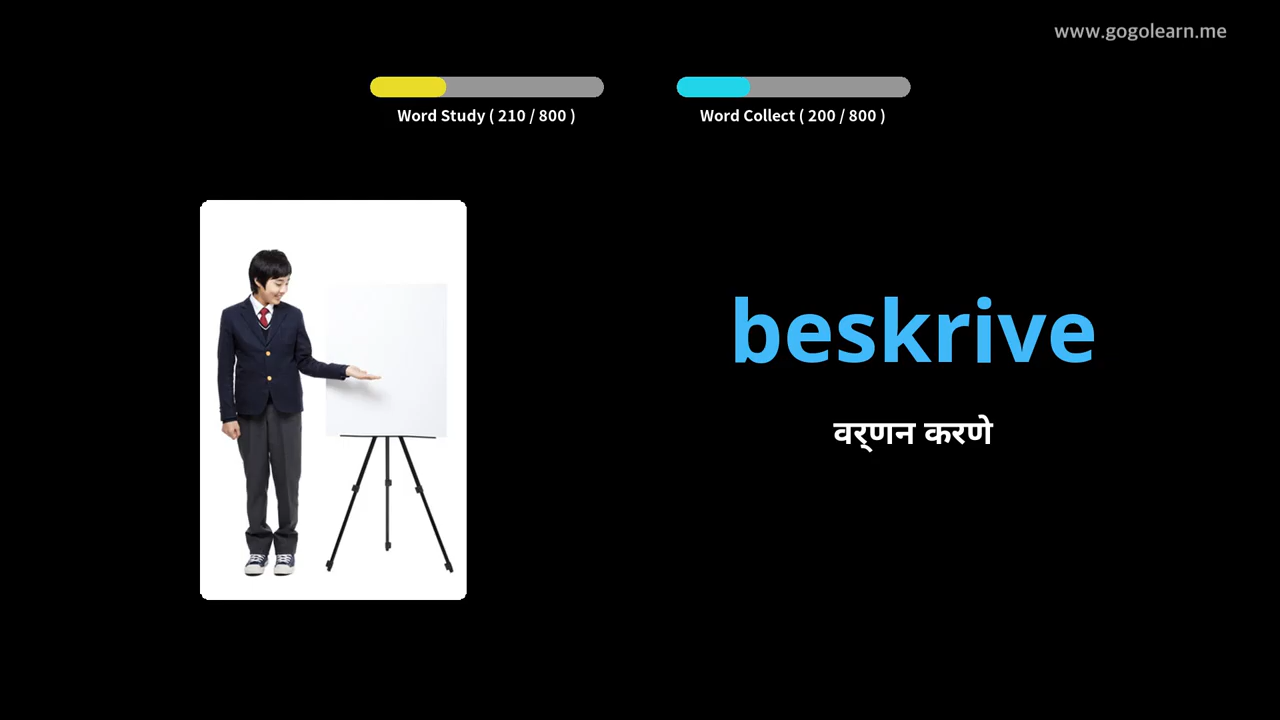 www.gogolearn.me
Word Study ( 210 / 800 )
Word Collect ( 200 / 800 )
beskrive
वर्णन करणे